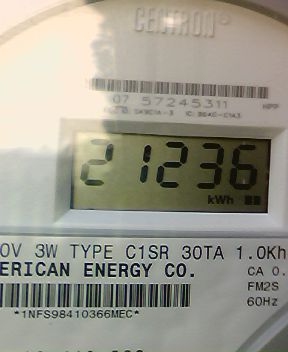 CENTRON®
07 57245311
21236
kWh
0V 3W TYPE C1SR 30TA 1.0Kh
ERICAN ENERGY CO.
CA 0.
FM2S
60Hz
*1NFS98410366MEC*